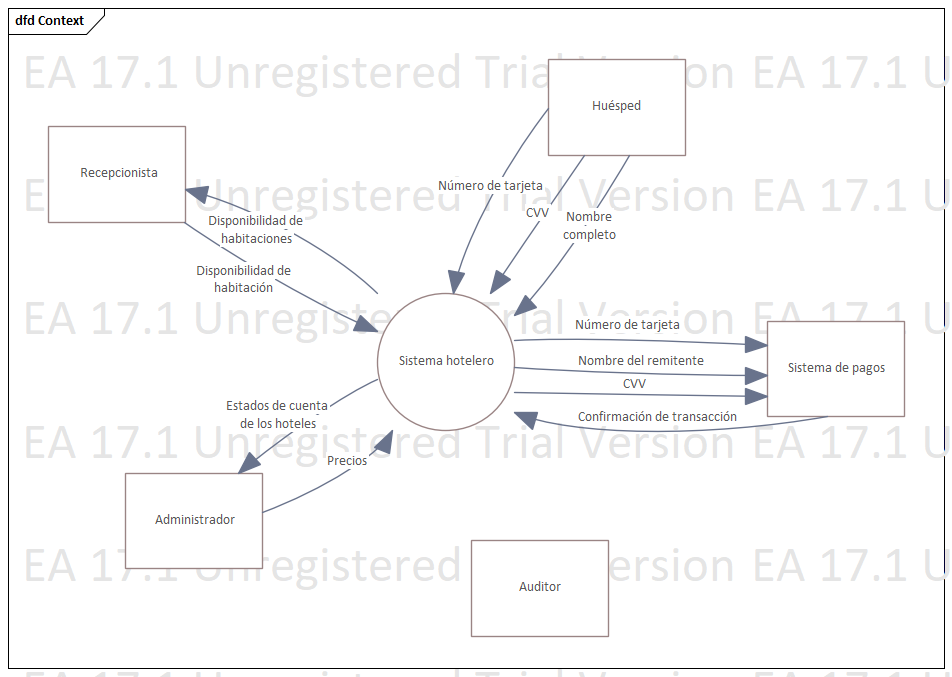 dfd Context
EA 17.1 Unregistered Trial Version EA 17.1 U
Huésped
Recepcionista
Número de tarjeta
EA 17.1 Unregistered Trial Version EA 17.1 U
CVV
Nombre
completo
Disponibilidad de
habitaciones
Disponibilidad de
habitación
EA 17.1 Unregistered Trial Version EA 17.1 U
Número de tarjeta
Sistema hotelero
Nombre del remitente
Sistema de pagos
CVV
Estados de cuenta
de los hoteles
Confirmación de transacción
EA 17.1 Unregistered Trial Version EA 17.1 U
Precios
Administrador
EA 17.1 Unregistered Trial Version EA 17.1 U
Auditor